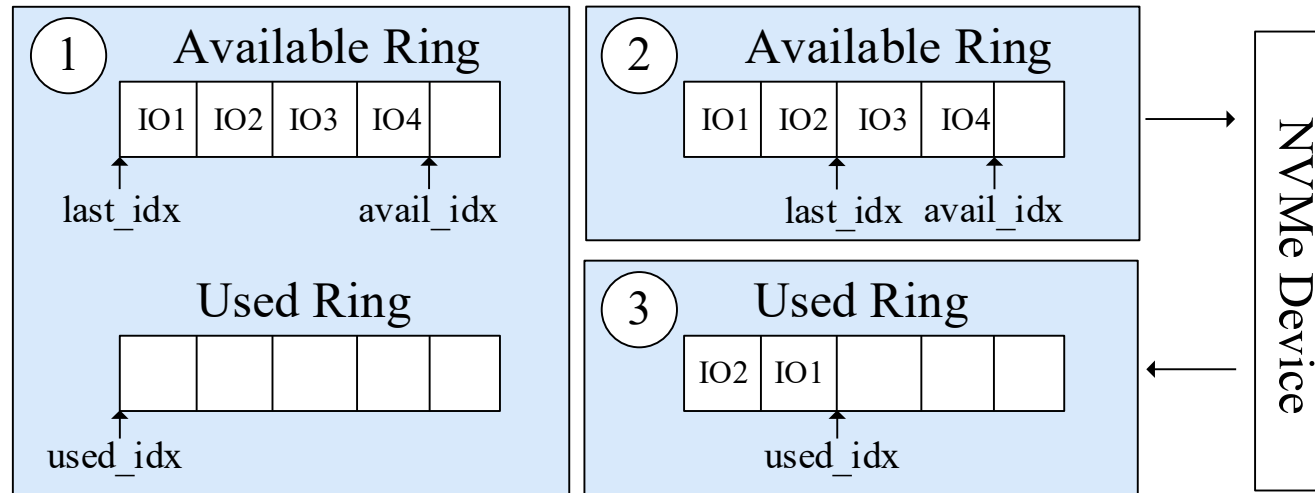 1
Available Ring
IO1 IO2 IO3 IO4
last_idx avail_idx
Used Ring
used_idx
2
Available Ring
IO1 IO2 IO3 IO4
last_idx avail_idx
3
Used Ring
IO2 IO1
used_idx
NVMe Device